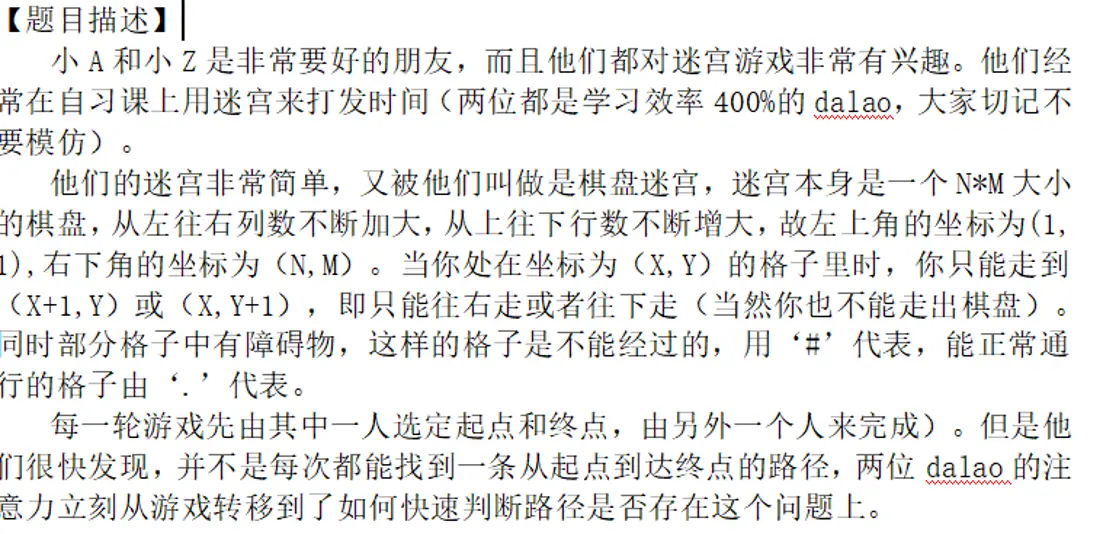 【题目描述】
小 A 和小 Z 是非常要好的朋友，而且他们都对迷宫游戏非常有兴趣。他们经
常在自习课上用迷宫来打发时间（两位都是学习效率 400%的 dalao，大家切记不
要模仿）。
他们的迷宫非常简单，又被他们叫做是棋盘迷宫，迷宫本身是一个 N*M 大小
的棋盘，从左往右列数不断加大，从上往下行数不断增大，故左上角的坐标为(1,
1),右下角的坐标为（N,M）。当你处在坐标为（X,Y）的格子里时，你只能走到
（X+1,Y）或（X,Y+1），即只能往右走或者往下走（当然你也不能走出棋盘）。
同时部分格子中有障碍物，这样的格子是不能经过的，用‘#’代表，能正常通
行的格子由‘.’代表。
每一轮游戏先由其中一人选定起点和终点，由另外一个人来完成）。但是他
们很快发现，并不是每次都能找到一条从起点到达终点的路径，两位 dalao 的注
意力立刻从游戏转移到了如何快速判断路径是否存在这个问题上。